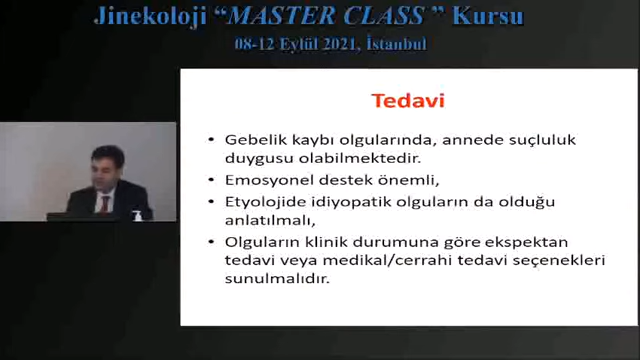 Jinekoloji “MASTER CLASS ” Kursu
08-12 Eylül 2021, İstanbul
Tedavi
• Gebelik kaybı olgularında, annede suçluluk
duygusu olabilmektedir.
• Emosyonel destek önemli,
• Etyolojide idiyopatik olguların da olduğu
anlatılmalı,
• Olguların klinik durumuna göre ekspektan
tedavi veya medikal/cerrahi tedavi seçenekleri
sunulmalıdır.